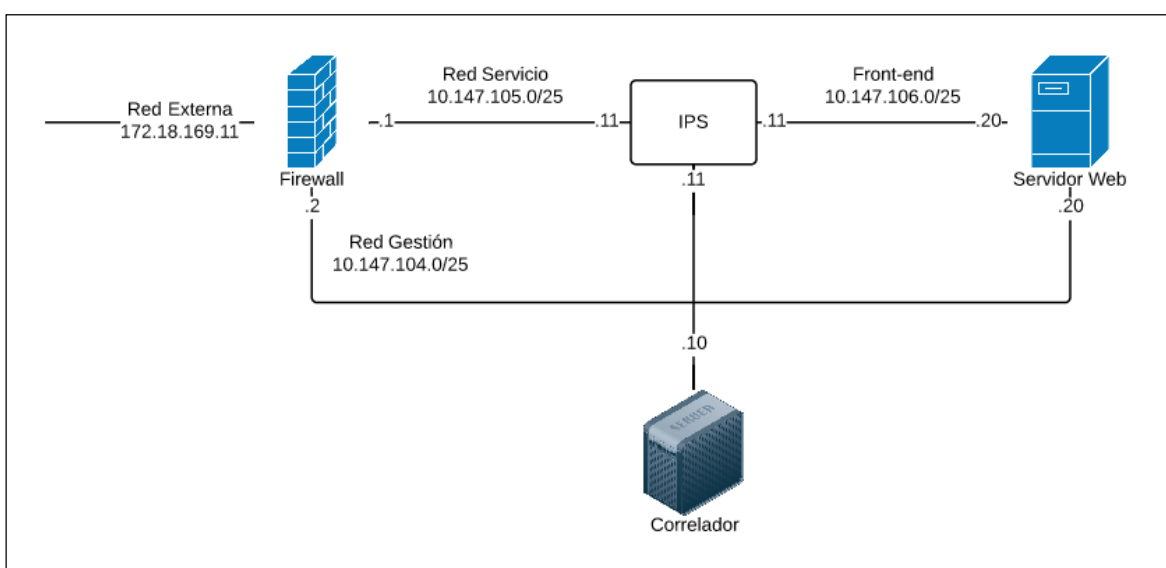 Red Externa
172.18.169.11
Firewall
.1
Red Servicio
10.147.105.0/25
.11
IPS
.11
Front-end
10.147.106.0/25
.20
Servidor Web
.2
.11
.20
Red Gestión
10.147.104.0/25
.10
SERVER
Correlador